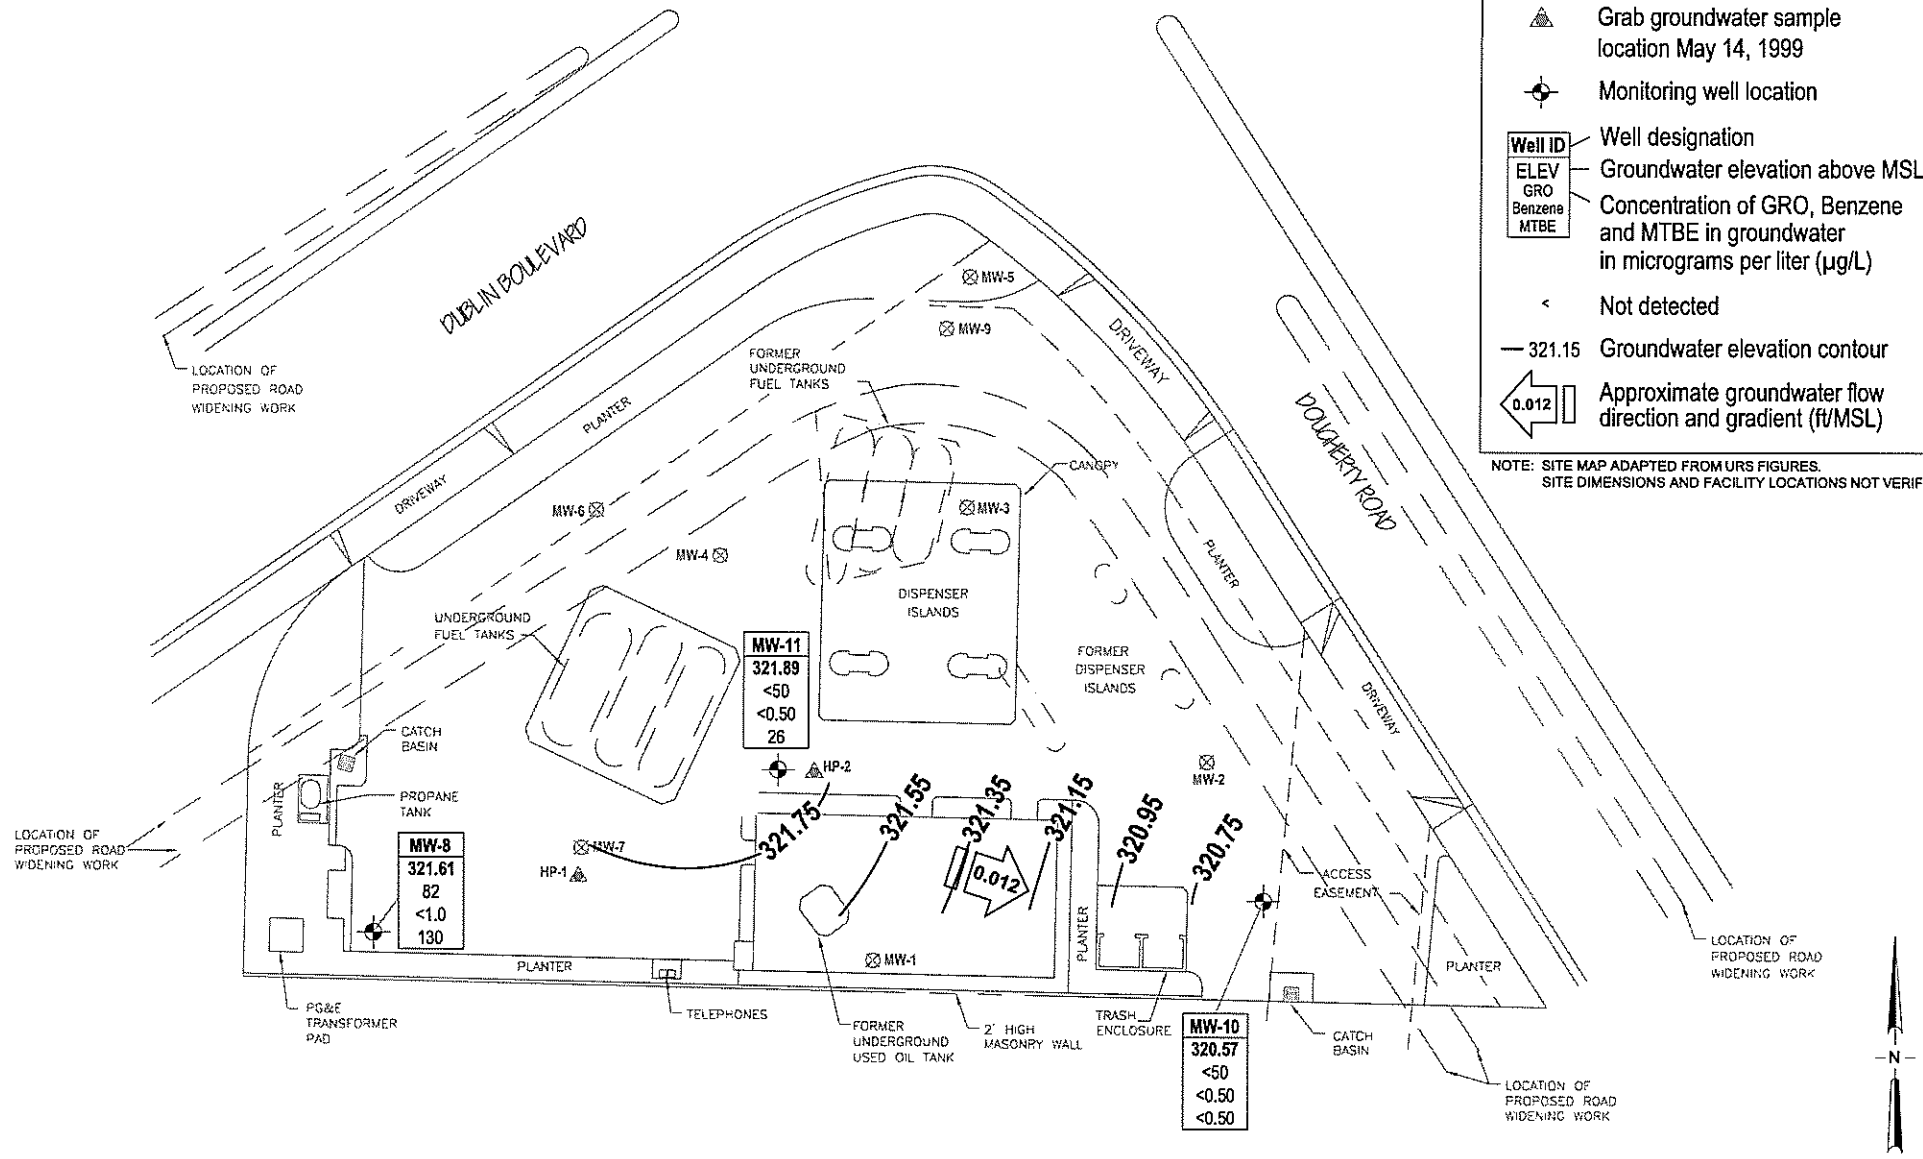 Grab groundwater sample
location May 14, 1999
Monitoring well location
Well ID
ELEV
GRO
Benzene
MTBE
Well designation
Groundwater elevation above MSL
Concentration of GRO, Benzene
and MTBE in groundwater
in micrograms per liter (µg/L)
<
Not detected
321.15
Groundwater elevation contour
0.012
Approximate groundwater flow
direction and gradient (ft/MSL)
NOTE: SITE MAP ADAPTED FROM URS FIGURES.
SITE DIMENSIONS AND FACILITY LOCATIONS NOT VERIF
DUBLIN BOULEVARD
DOUGHERTY ROAD
LOCATION OF
PROPOSED ROAD
WIDENING WORK
MW-5
MW-9
DRIVEWAY
FORMER
UNDERGROUND
FUEL TANKS
PLANTER
CANOPY
DRIVEWAY
MW-6
MW-3
MW-4
PLANTER
DISPENSER
ISLANDS
UNDERGROUND
FUEL TANKS
MW-11
321.89
<50
<0.50
26
FORMER
DISPENSER
ISLANDS
DRIVEWAY
CATCH
BASIN
HP-2
MW-2
PLANTER
PROPANE
TANK
321.75
321.55
321.35
321.15
320.95
320.75
LOCATION OF
PROPOSED ROAD
WIDENING WORK
MW-8
321.61
82
<1.0
130
MW-7
HP-1
0.012
ACCESS
EASEMENT
PLANTER
MW-1
PLANTER
PLANTER
LOCATION OF
PROPOSED ROAD
WIDENING WORK
PG&E
TRANSFORMER
PAD
TELEPHONES
FORMER
UNDERGROUND
USED OIL TANK
2' HIGH
MASONRY WALL
TRASH
ENCLOSURE
MW-10
320.57
<50
<0.50
<0.50
CATCH
BASIN
LOCATION OF
PROPOSED ROAD
WIDENING WORK
N